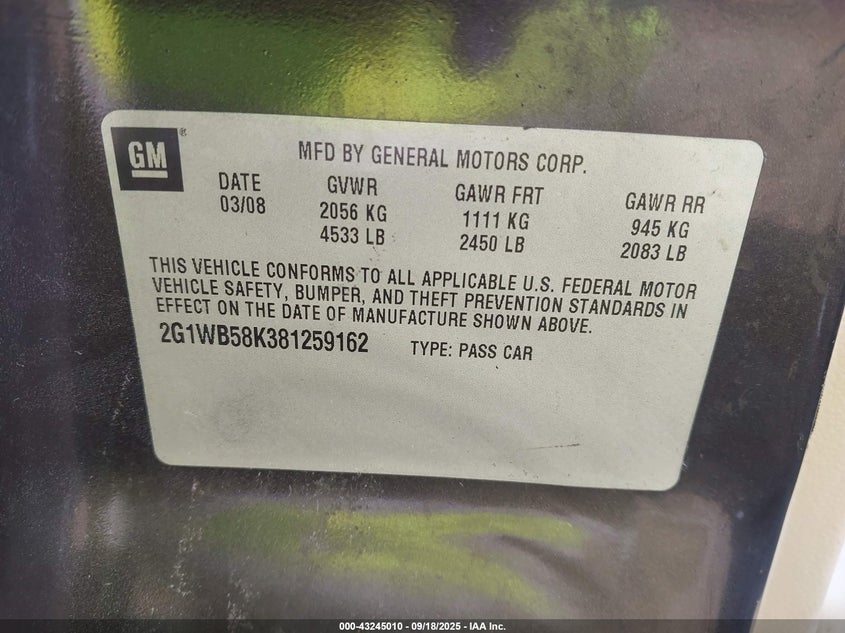 GM®
MFD BY GENERAL MOTORS CORP.
DATE GVWR GAWR FRT GAWR RR
03/08 2056 KG 1111 KG 945 KG
4533 LB 2450 LB 2083 LB
THIS VEHICLE CONFORMS TO ALL APPLICABLE U.S. FEDERAL MOTOR
VEHICLE SAFETY, BUMPER, AND THEFT PREVENTION STANDARDS IN
EFFECT ON THE DATE OF MANUFACTURE SHOWN ABOVE.
2G1WB58K381259162 TYPE: PASS CAR
000-43245010 - 09/18/2025 - IAA Inc.